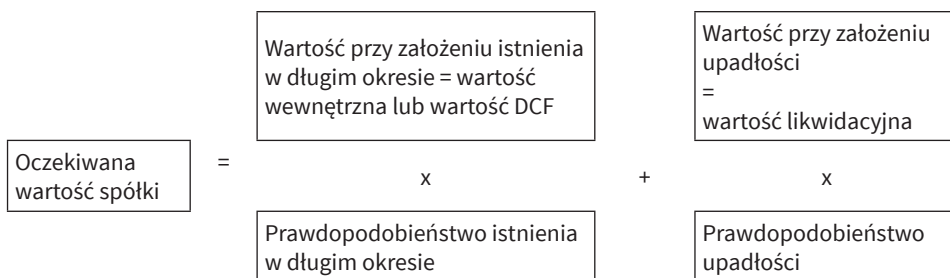 Oczekiwana
wartość spółki
=
Wartość przy założeniu istnienia
w długim okresie = wartość
wewnętrzna lub wartość DCF
x
Prawdopodobieństwo istnienia
w długim okresie
+
Wartość przy założeniu
upadłości
=
wartość likwidacyjna
x
Prawdopodobieństwo
upadłości